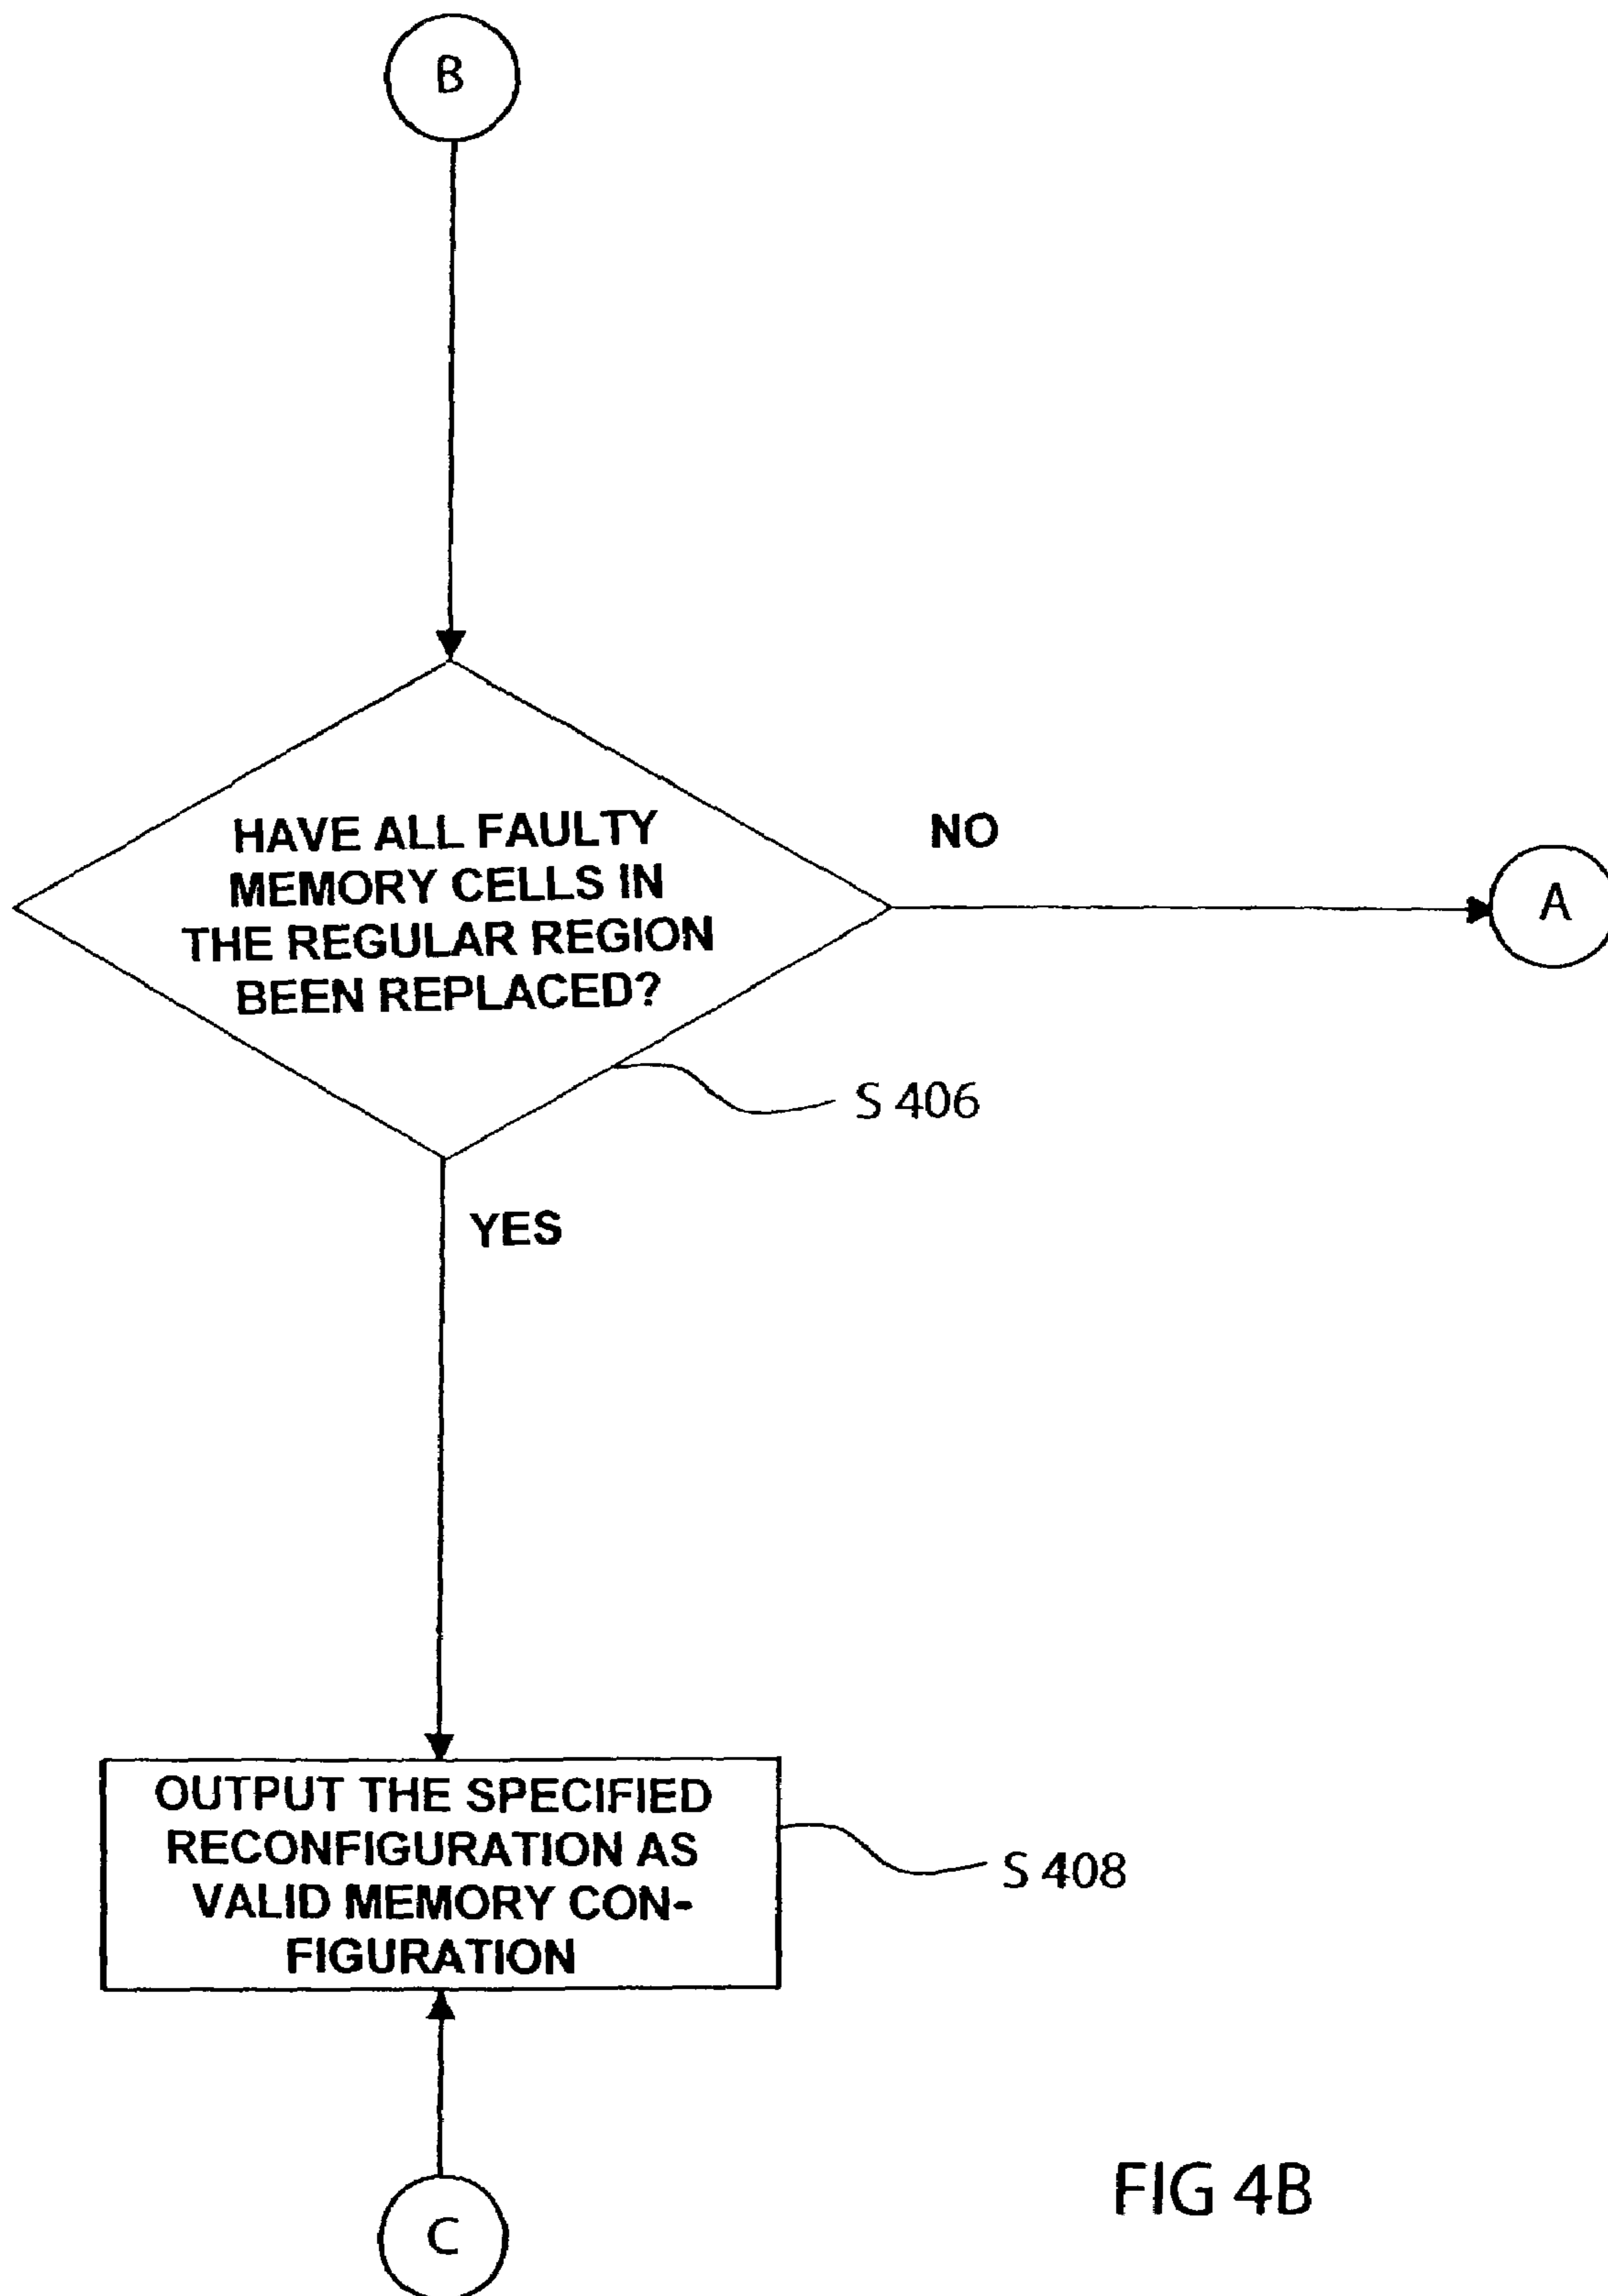 B
HAVE ALL FAULTY
MEMORY CELLS IN
THE REGULAR REGION
BEEN REPLACED?
NO
A
S 406
YES
OUTPUT THE SPECIFIED
RECONFIGURATION AS
VALID MEMORY CON-
FIGURATION
S 408
C
FIG 4B